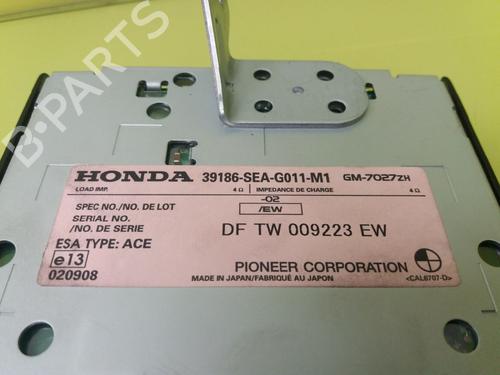 B-PARTS
HONDA 39186-SEA-G011-M1 GM-7027ZH
LOAD IMP. 4 Ω IMPEDANCE DE CHARGE 4 Ω
SPEC NO./NO. DE LOT -02 /EW
SERIAL NO.
/NO. DE SERIE DF TW 009223 EW
ESA TYPE: ACE
e13 PIONEER CORPORATION
020908 MADE IN JAPAN/FABRIQUÉ AU JAPON <CAL6707-D>